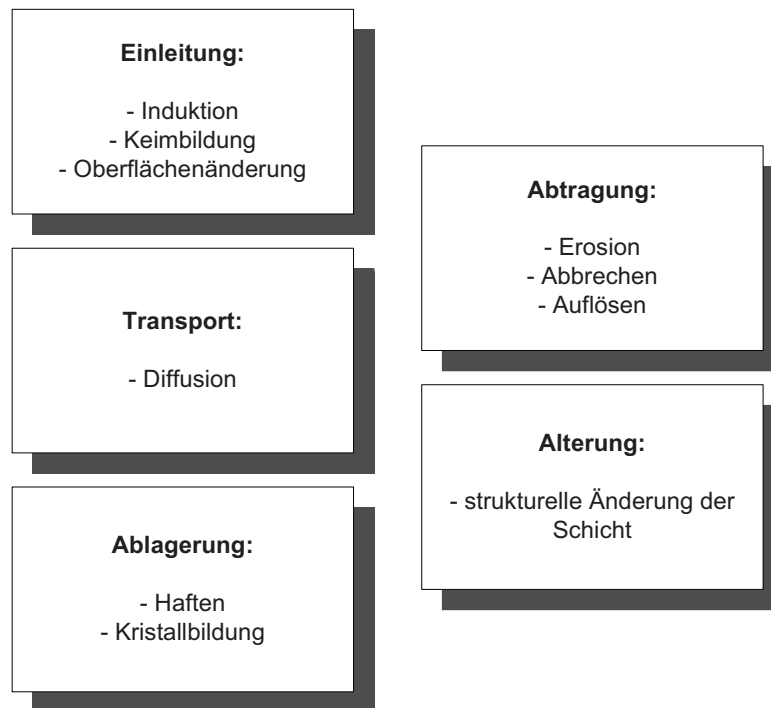 Einleitung:
- Induktion
- Keimbildung
- Oberflächenänderung
Transport:
- Diffusion
Ablagerung:
- Haften
- Kristallbildung
Abtragung:
- Erosion
- Abbrechen
- Auflösen
Alterung:
- strukturelle Änderung der
Schicht